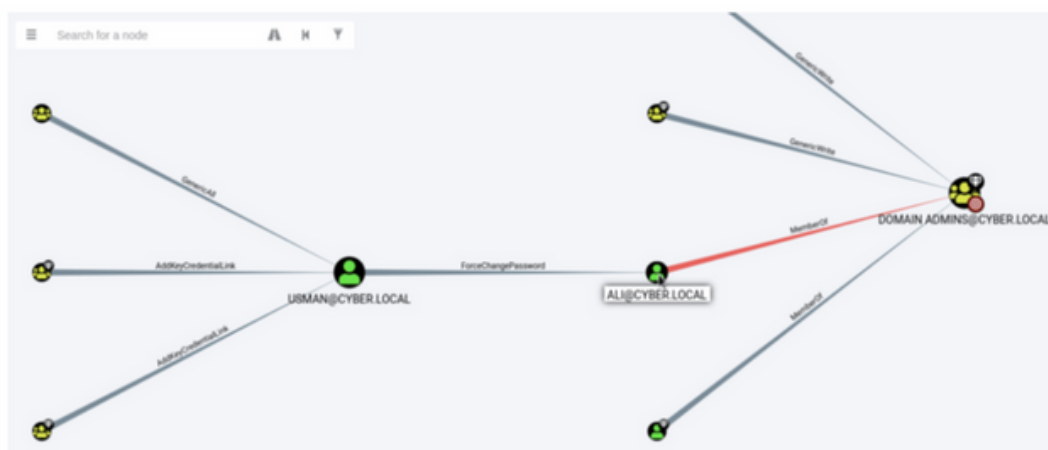 Search for a node
GenericWrite
GenericWrite
GenericAll
MemberOf
DOMAIN ADMINS@CYBER.LOCAL
AddKeyCredentialLink
ForceChangePassword
USMAN@CYBER.LOCAL
ALI@CYBER.LOCAL
AddKeyCredentialLink
MemberOf